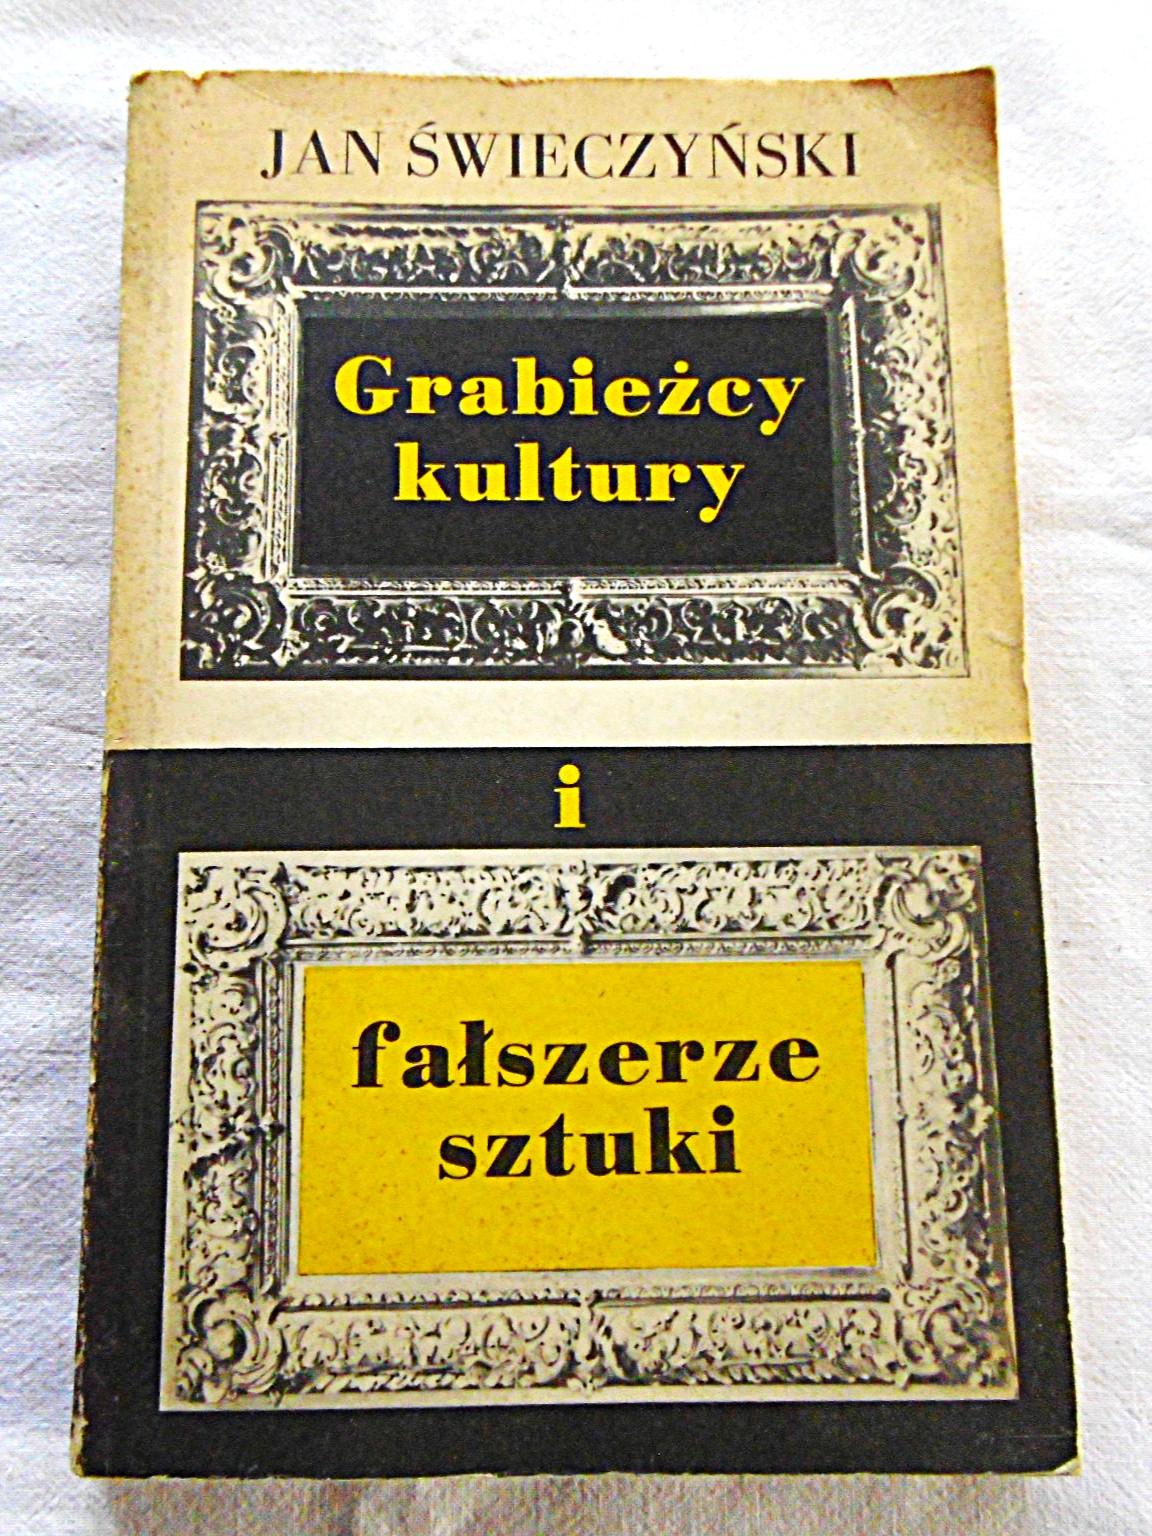 JAN ŚWIECZYŃSKI
Grabieżcy
kultury
i
fałszerze
sztuki